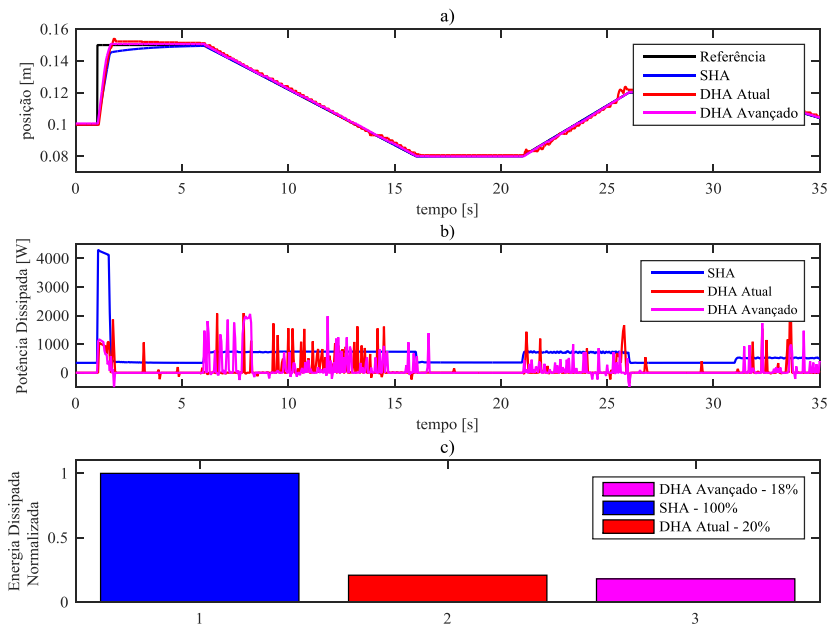 a)
posição [m]
0.16
0.14
0.12
0.1
0.08
Referência
SHA
DHA Atual
DHA Avançado
0 5 10 15 20 25 30 35
tempo [s]
b)
Potência Dissipada [W]
4000
3000
2000
1000
0
SHA
DHA Atual
DHA Avançado
0 5 10 15 20 25 30 35
tempo [s]
c)
Energia Dissipada
Normalizada
1
0.5
0
DHA Avançado - 18%
SHA - 100%
DHA Atual - 20%
1 2 3